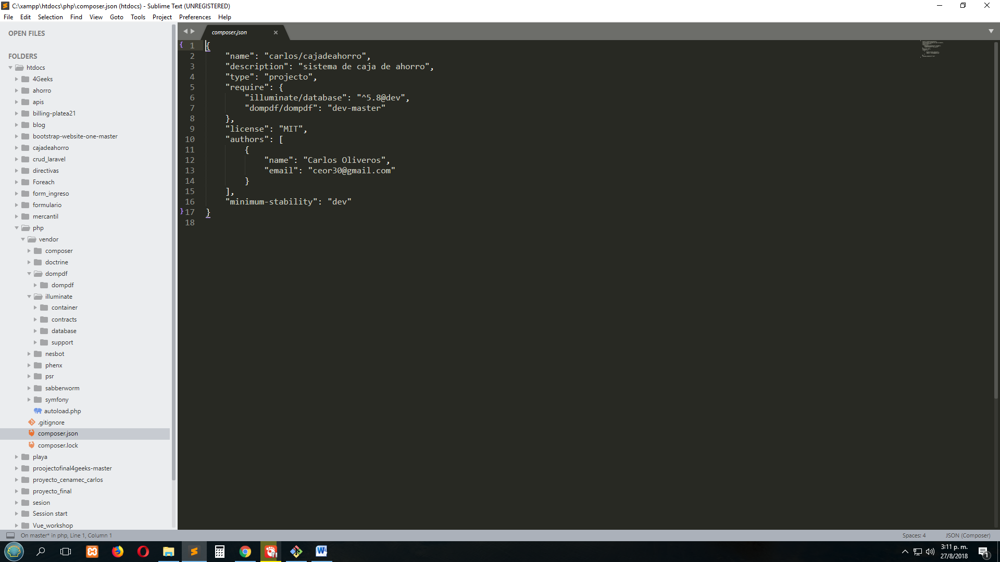 C:\xampp\htdocs\php\composer.json (htdocs) - Sublime Text (UNREGISTERED)
File Edit Selection Find View Goto Tools Project Preferences Help
OPEN FILES
FOLDERS
htdocs
4Geeks
ahorro
apis
billing-platea21
blog
bootstrap-website-one-master
cajadeahorro
crud_laravel
directivas
Foreach
form_ingreso
formulario
mercantil
php
vendor
composer
doctrine
dompdf
dompdf
illuminate
container
contracts
database
support
nesbot
phenx
psr
sabberworm
symfony
autoload.php
.gitignore
composer.json
composer.lock
playa
proojectofinal4geeks-master
proyecto_cenamec_carlos
proyecto_final
sesion
Session start
Vue_workshop
composer.json
1 {
2 "name": "carlos/cajadeahorro",
3 "description": "sistema de caja de ahorro",
4 "type": "projecto",
5 "require": {
6 "illuminate/database": "^5.8@dev",
7 "dompdf/dompdf": "dev-master"
8 },
9 "license": "MIT",
10 "authors": [
11 {
12 "name": "Carlos Oliveros",
13 "email": "ceor30@gmail.com"
14 }
15 ],
16 "minimum-stability": "dev"
17 }
18
On master* in php, Line 1, Column 1
Spaces: 4 JSON (Composer)
3:11 p. m.
27/8/2018
1